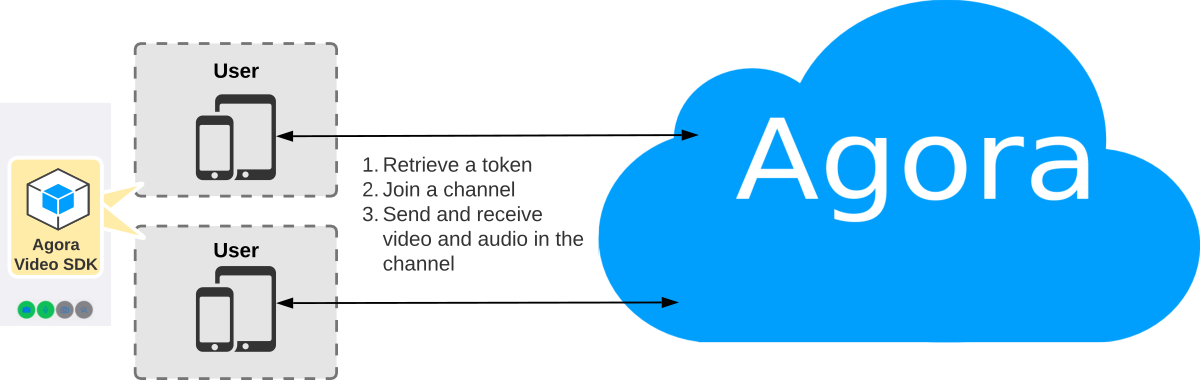 User
Agora
1. Retrieve a token
2. Join a channel
3. Send and receive
video and audio in the
channel
Agora
Video SDK
User